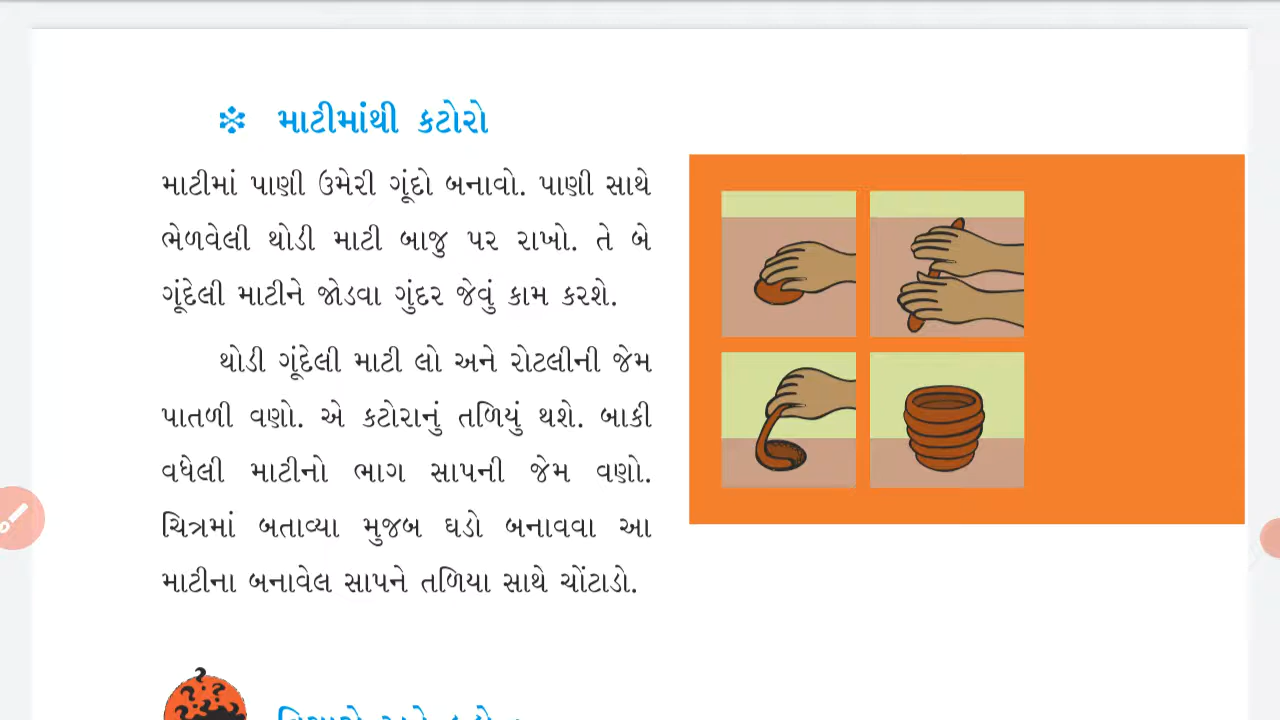 માટીમાંથી કટોરો
માટીમાં પાણી ઉમેરી ગૂંદો બનાવો. પાણી સાથે
ભેળવેલી થોડી માટી બાજુ પર રાખો. તે બે
ગૂંદેલી માટીને જોડવા ગુંદર જેવું કામ કરશે.
થોડી ગૂંદેલી માટી લો અને રોટલીની જેમ
પાતળી વણો. એ કટોરાનું તળિયું થશે. બાકી
વધેલી માટીનો ભાગ સાપની જેમ વણો.
ચિત્રમાં બતાવ્યા મુજબ ઘડો બનાવવા આ
માટીના બનાવેલ સાપને તળિયા સાથે ચોંટાડો.